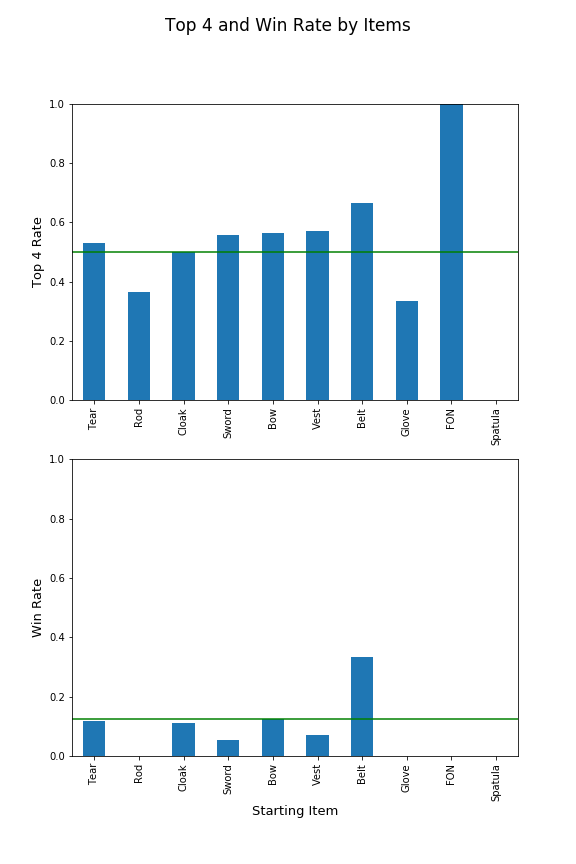 Top 4 and Win Rate by Items
1.0
0.8
0.6
0.4
0.2
0.0
Top 4 Rate
Tear Rod Cloak Sword Bow Vest Belt Glove FON Spatula
1.0
0.8
0.6
0.4
0.2
0.0
Win Rate
Tear Rod Cloak Sword Bow Vest Belt Glove FON Spatula
Starting Item